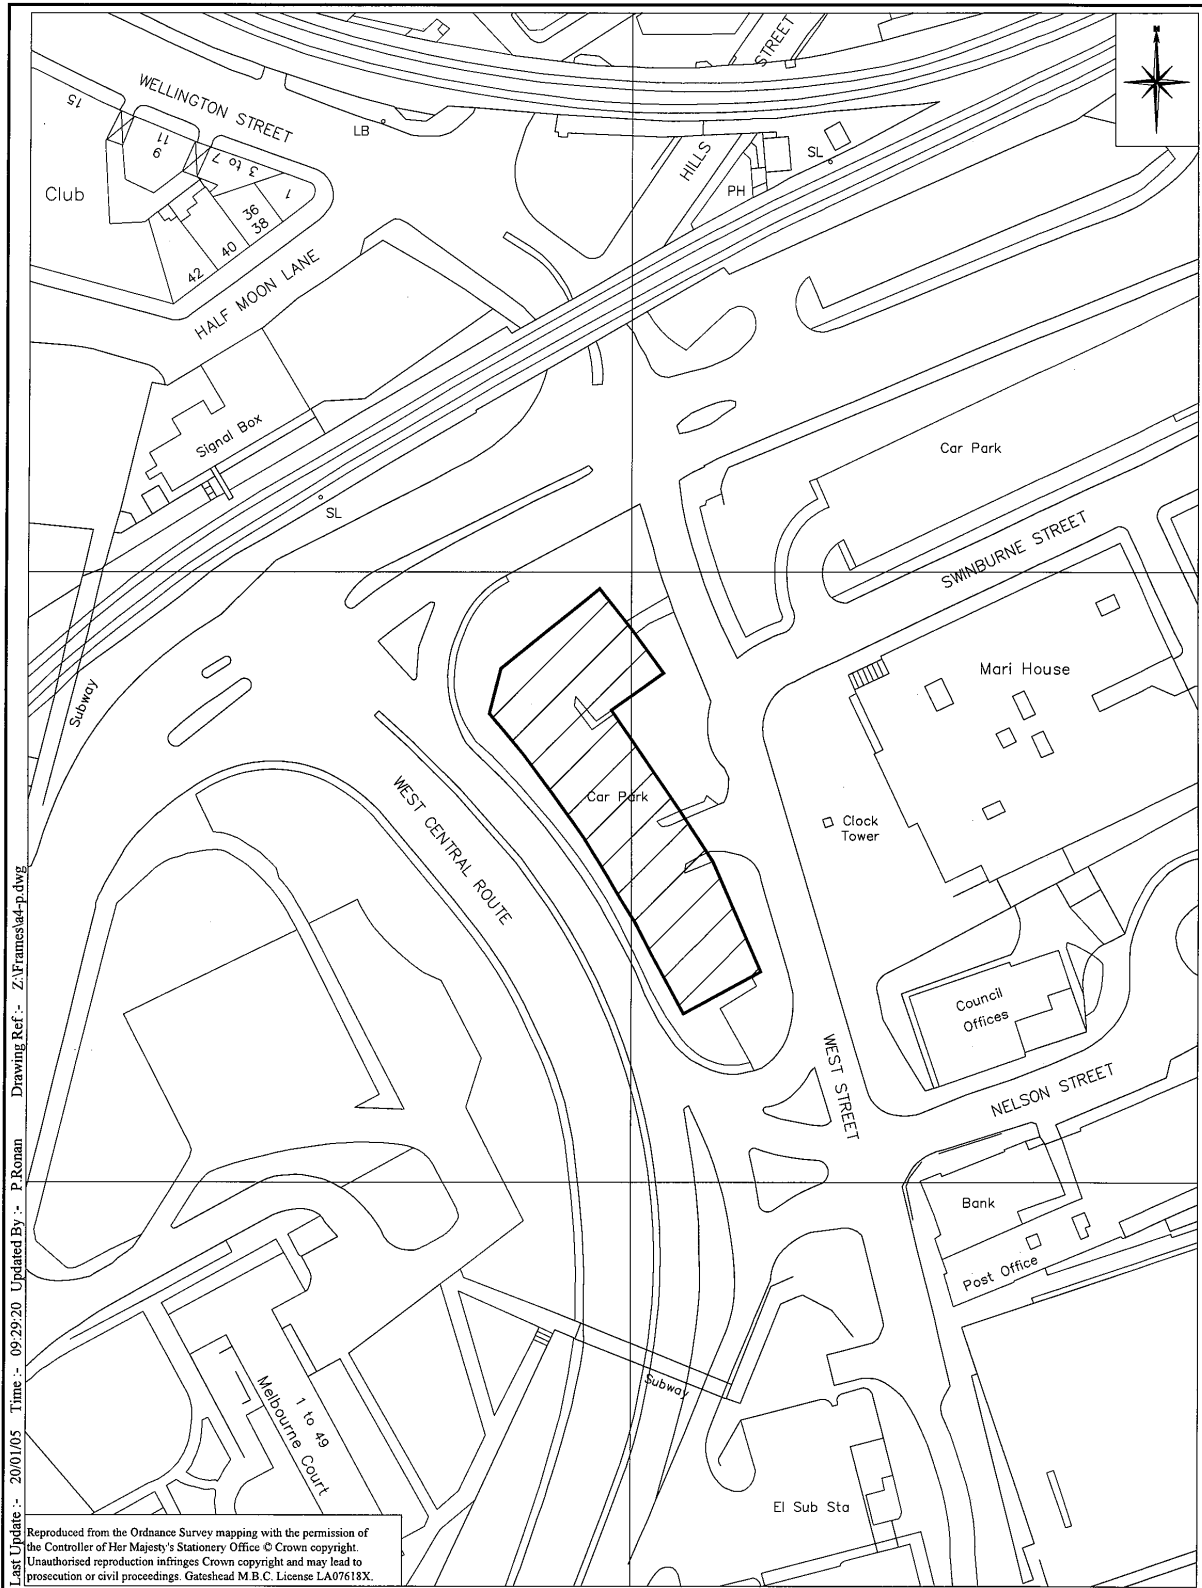 N
STREET
WELLINGTON STREET
15
11
9
3 to 7
1
LB
HILLS
SL
PH
Club
36
38
40
42
HALF MOON LANE
Signal Box
SL
Car Park
SWINBURNE STREET
Mari House
Subway
WEST CENTRAL ROUTE
Car Park
Clock
Tower
Council
Offices
WEST STREET
NELSON STREET
Bank
Post Office
Subway
1 to 49
Melbourne Court
El Sub Sta
Last Update :- 20/01/05 Time :- 09:29:20 Updated By :- P.Ronan Drawing Ref :- Z:\Frames\a4-p.dwg
Reproduced from the Ordnance Survey mapping with the permission of
the Controller of Her Majesty's Stationery Office © Crown copyright.
Unauthorised reproduction infringes Crown copyright and may lead to
prosecution or civil proceedings. Gateshead M.B.C. License LA07618X.